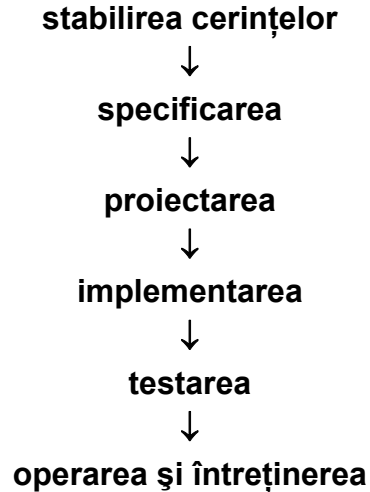 stabilirea cerințelor
↓
specificarea
↓
proiectarea
↓
implementarea
↓
testarea
↓
operarea şi întreținerea